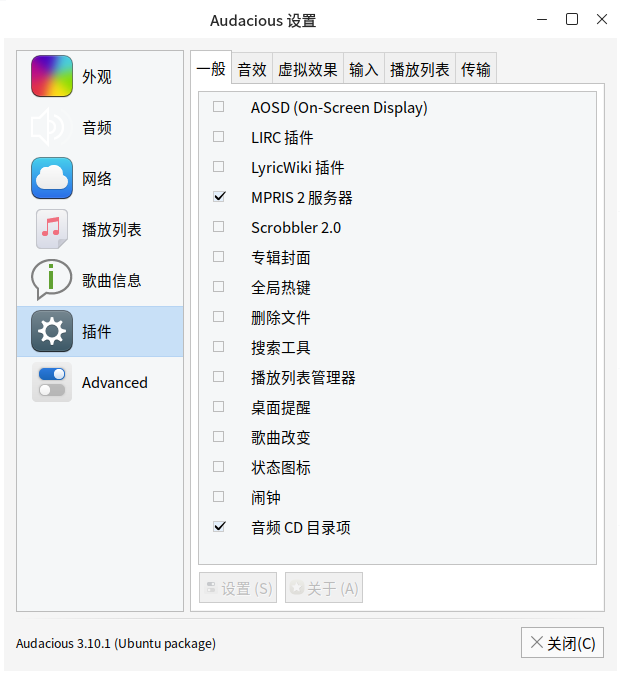 Audacious 设置
外观
音频
网络
播放列表
歌曲信息
插件
Advanced
一般 音效 虚拟效果 输入 播放列表 传输
AOSD (On-Screen Display)
LIRC 插件
LyricWiki 插件
MPRIS 2 服务器
Scrobbler 2.0
专辑封面
全局热键
删除文件
搜索工具
播放列表管理器
桌面提醒
歌曲改变
状态图标
闹钟
音频 CD 目录项
设置 (S) 关于 (A)
Audacious 3.10.1 (Ubuntu package)
关闭(C)